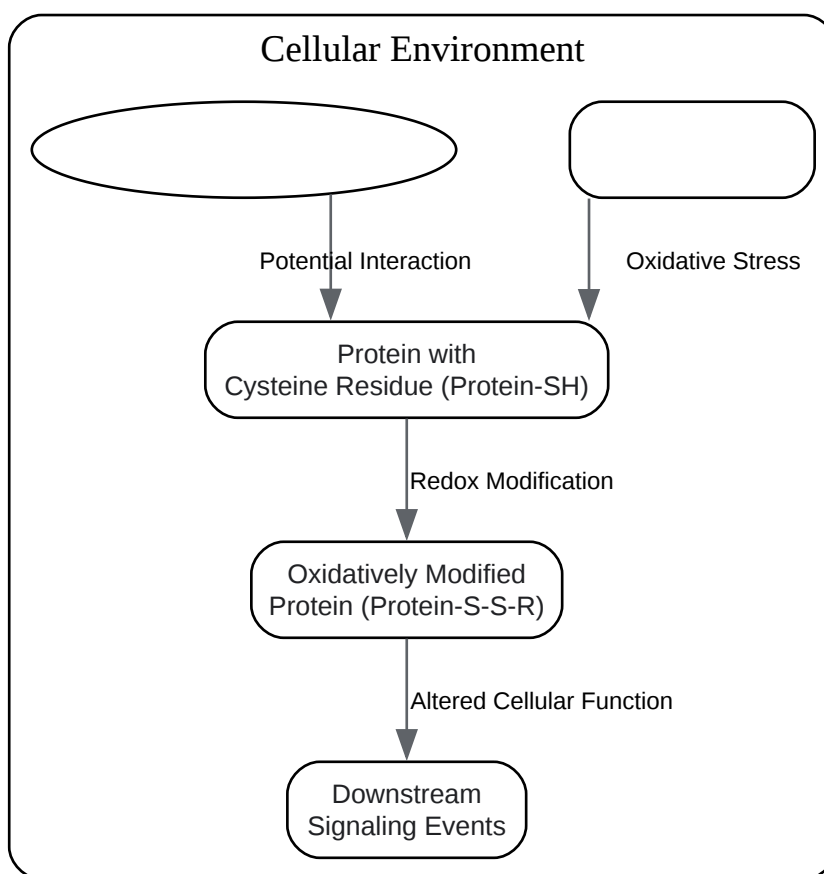 Cellular Environment
Potential Interaction
Oxidative Stress
Protein with
Cysteine Residue (Protein-SH)
Redox Modification
Oxidatively Modified
Protein (Protein-S-S-R)
Altered Cellular Function
Downstream
Signaling Events